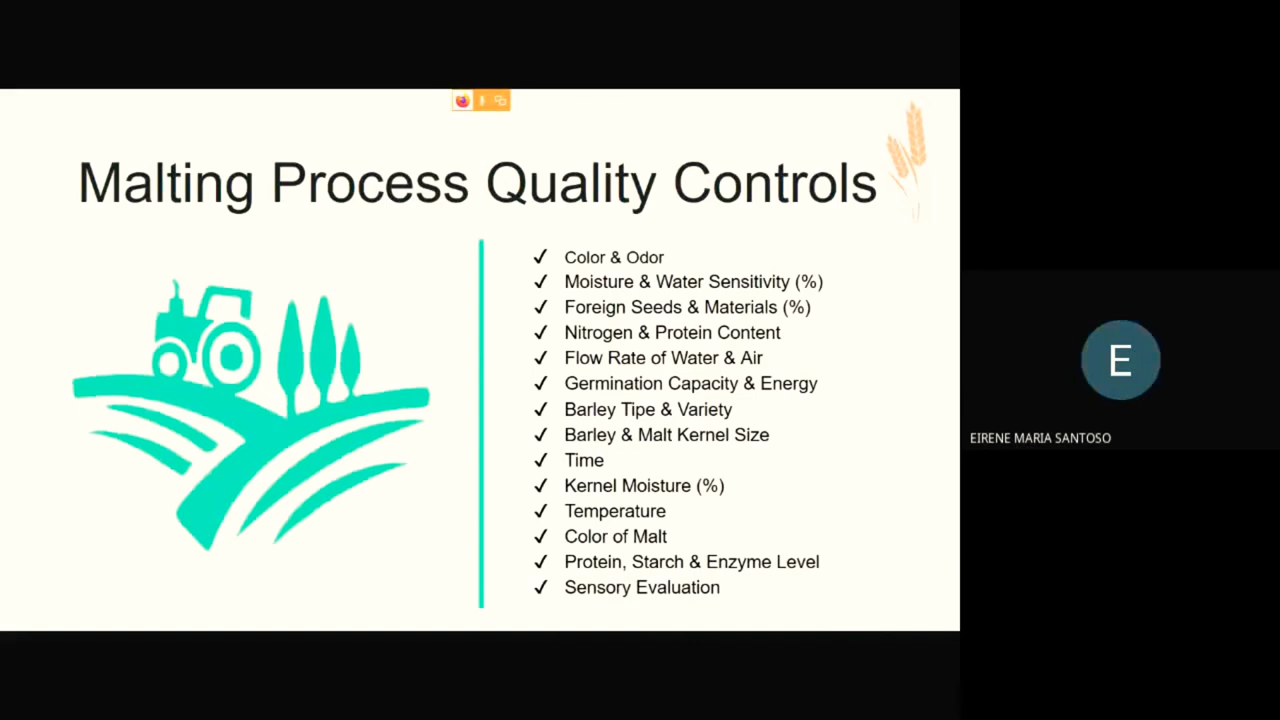 Malting Process Quality Controls
✓ Color & Odor
✓ Moisture & Water Sensitivity (%)
✓ Foreign Seeds & Materials (%)
✓ Nitrogen & Protein Content
✓ Flow Rate of Water & Air
✓ Germination Capacity & Energy
✓ Barley Tipe & Variety
✓ Barley & Malt Kernel Size
✓ Time
✓ Kernel Moisture (%)
✓ Temperature
✓ Color of Malt
✓ Protein, Starch & Enzyme Level
✓ Sensory Evaluation
E
EIRENE MARIA SANTOSO